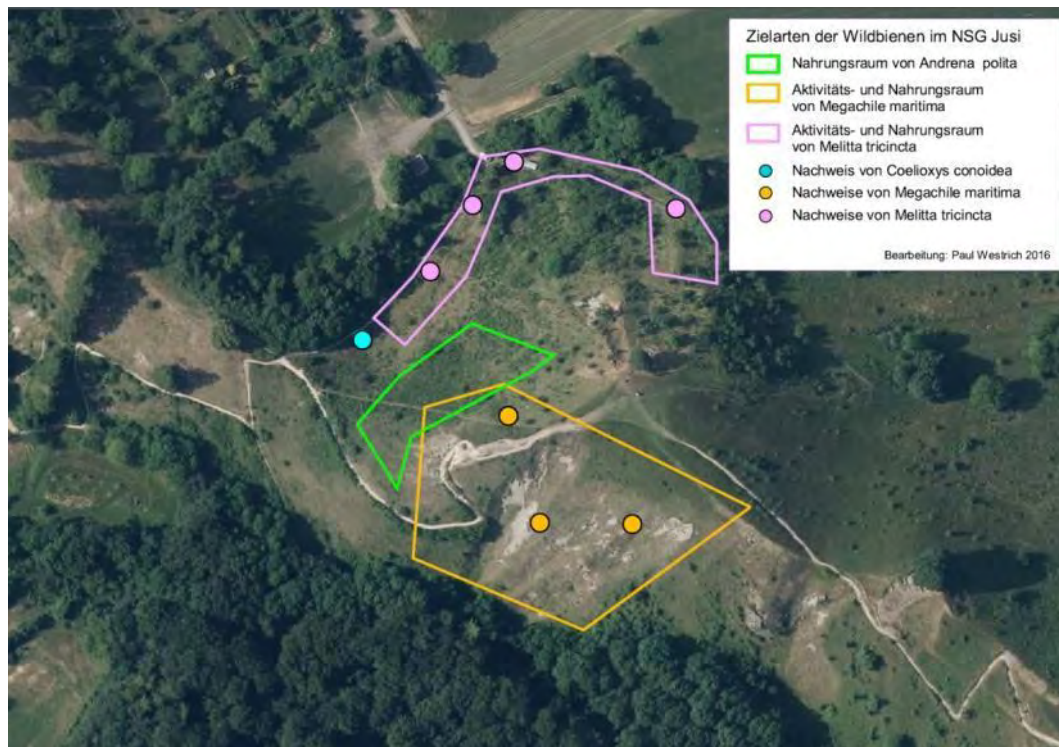 Zielarten der Wildbienen im NSG Jusi
Nahrungsraum von Andrena polita
Aktivitäts- und Nahrungsraum
von Megachile maritima
Aktivitäts- und Nahrungsraum
von Melitta tricincta
Nachweis von Coelioxys conoidea
Nachweise von Megachile maritima
Nachweise von Melitta tricincta
Bearbeitung: Paul Westrich 2016